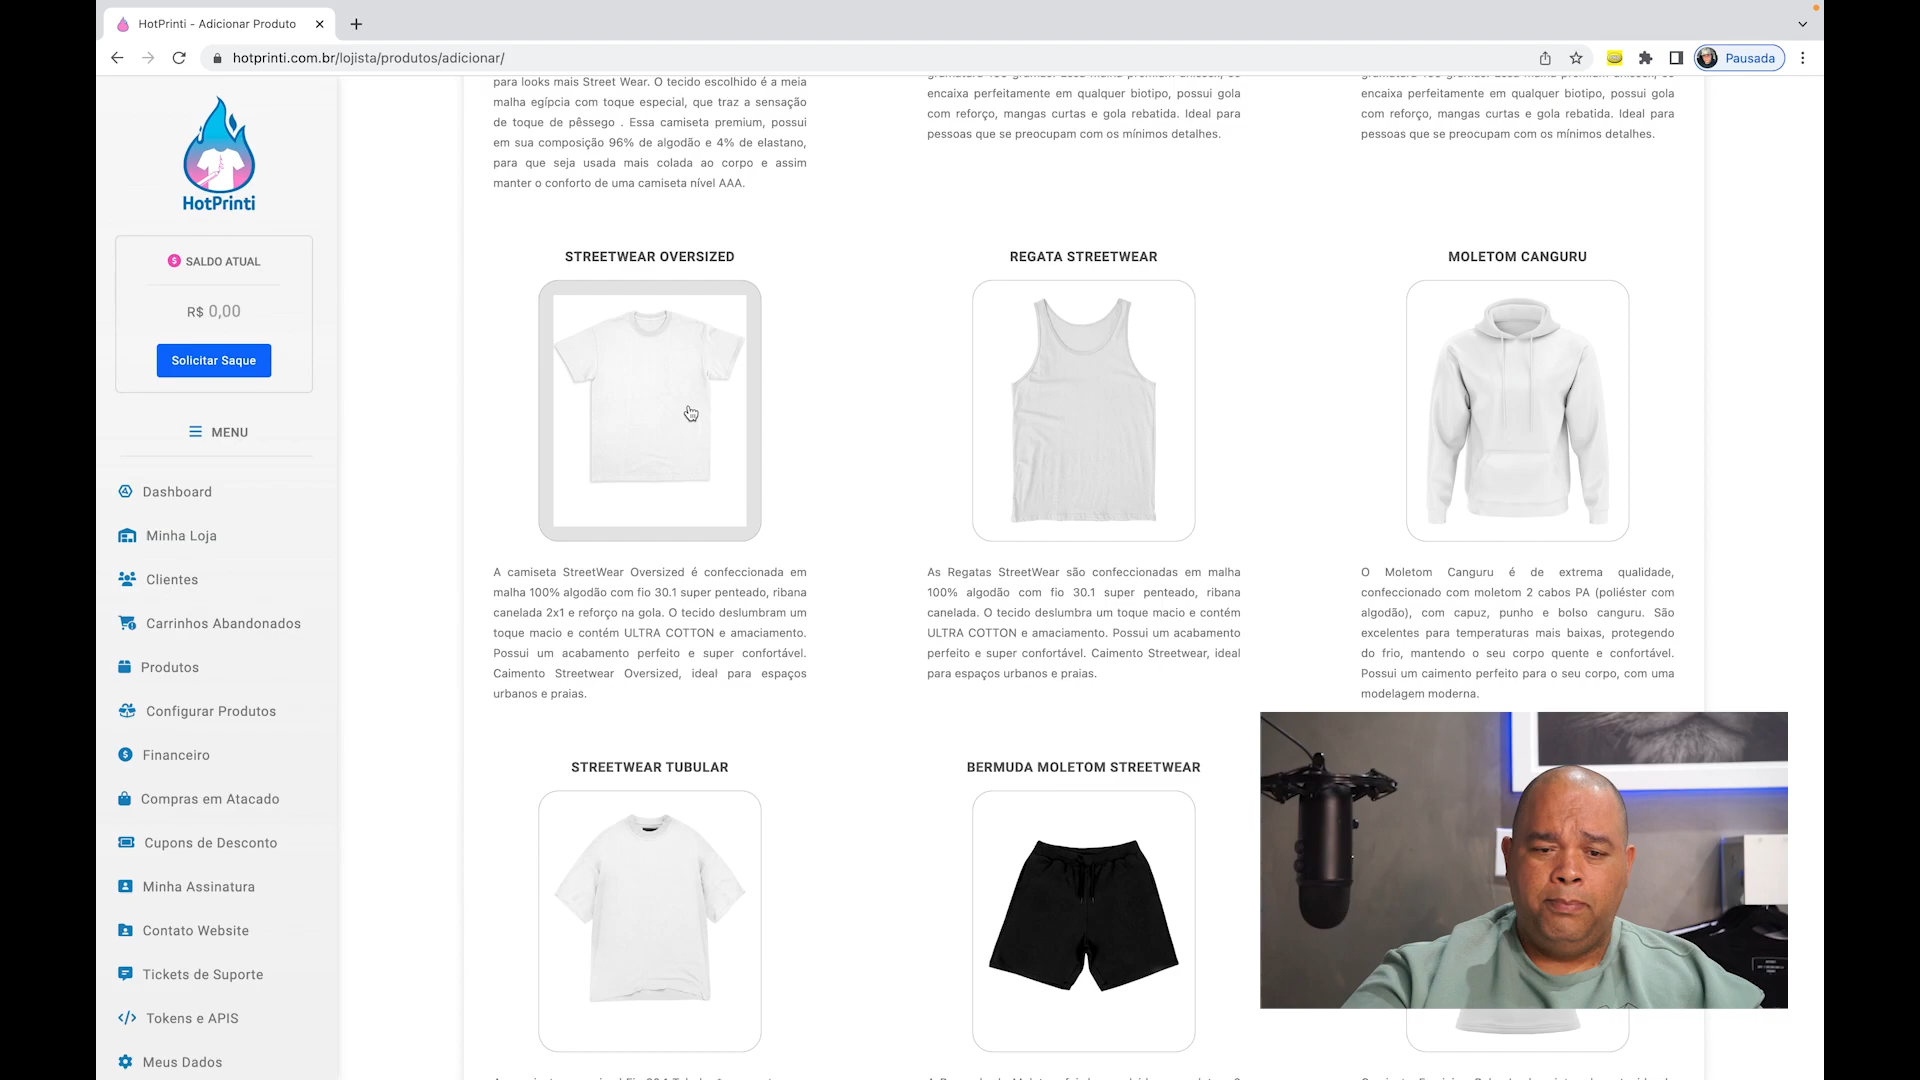 HotPrinti - Adicionar Produto
hotprinti.com.br/lojista/produtos/adicionar/
Pausada
HotPrinti
SALDO ATUAL
R$ 0,00
Solicitar Saque
MENU
Dashboard
Minha Loja
Clientes
Carrinhos Abandonados
Produtos
Configurar Produtos
Financeiro
Compras em Atacado
Cupons de Desconto
Minha Assinatura
Contato Website
Tickets de Suporte
Tokens e APIS
Meus Dados
para looks mais Street Wear. O tecido escolhido é a meia
malha egípcia com toque especial, que traz a sensação
de toque de pêssego . Essa camiseta premium, possui
em sua composição 96% de algodão e 4% de elastano,
para que seja usada mais colada ao corpo e assim
manter o conforto de uma camiseta nível AAA.
encaixa perfeitamente em qualquer biotipo, possui gola
com reforço, mangas curtas e gola rebatida. Ideal para
pessoas que se preocupam com os mínimos detalhes.
encaixa perfeitamente em qualquer biotipo, possui gola
com reforço, mangas curtas e gola rebatida. Ideal para
pessoas que se preocupam com os mínimos detalhes.
STREETWEAR OVERSIZED
A camiseta StreetWear Oversized é confeccionada em
malha 100% algodão com fio 30.1 super penteado, ribana
canelada 2x1 e reforço na gola. O tecido deslumbram um
toque macio e contém ULTRA COTTON e amaciamento.
Possui um acabamento perfeito e super confortável.
Caimento Streetwear Oversized, ideal para espaços
urbanos e praias.
REGATA STREETWEAR
As Regatas StreetWear são confeccionadas em malha
100% algodão com fio 30.1 super penteado, ribana
canelada. O tecido deslumbra um toque macio e contém
ULTRA COTTON e amaciamento. Possui um acabamento
perfeito e super confortável. Caimento Streetwear, ideal
para espaços urbanos e praias.
MOLETOM CANGURU
O Moletom Canguru é de extrema qualidade,
confeccionado com moletom 2 cabos PA (poliéster com
algodão), com capuz, punho e bolso canguru. São
excelentes para temperaturas mais baixas, protegendo
do frio, mantendo o seu corpo quente e confortável.
Possui um caimento perfeito para o seu corpo, com uma
modelagem moderna.
STREETWEAR TUBULAR
BERMUDA MOLETOM STREETWEAR